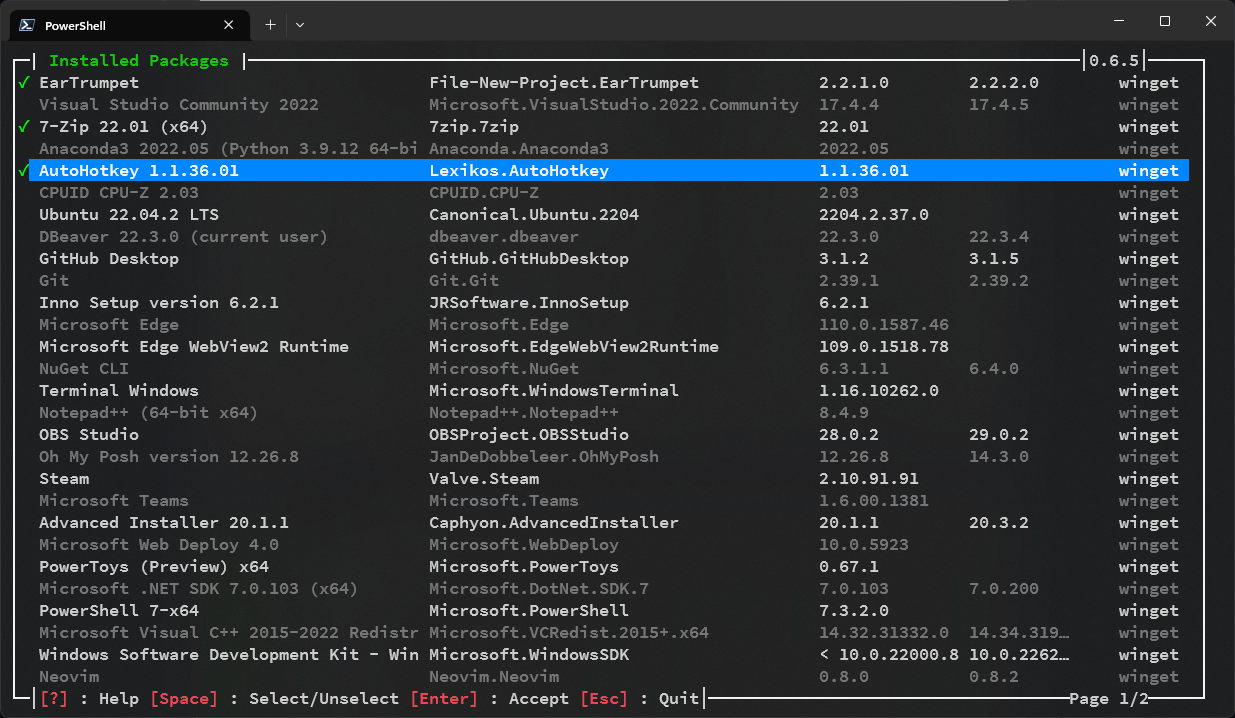 PowerShell
Installed Packages 0.6.5
✓ EarTrumpet File-New-Project.EarTrumpet 2.2.1.0 2.2.2.0 winget
Visual Studio Community 2022 Microsoft.VisualStudio.2022.Community 17.4.4 17.4.5 winget
✓ 7-Zip 22.01 (x64) 7zip.7zip 22.01 winget
Anaconda3 2022.05 (Python 3.9.12 64-bi Anaconda.Anaconda3 2022.05 winget
✓ AutoHotkey 1.1.36.01 Lexikos.AutoHotkey 1.1.36.01 winget
CPUID CPU-Z 2.03 CPUID.CPU-Z 2.03 winget
Ubuntu 22.04.2 LTS Canonical.Ubuntu.2204 2204.2.37.0 winget
DBeaver 22.3.0 (current user) dbeaver.dbeaver 22.3.0 22.3.4 winget
GitHub Desktop GitHub.GitHubDesktop 3.1.2 3.1.5 winget
Git Git.Git 2.39.1 2.39.2 winget
Inno Setup version 6.2.1 JRSoftware.InnoSetup 6.2.1 winget
Microsoft Edge Microsoft.Edge 110.0.1587.46 winget
Microsoft Edge WebView2 Runtime Microsoft.EdgeWebView2Runtime 109.0.1518.78 winget
NuGet CLI Microsoft.NuGet 6.3.1.1 6.4.0 winget
Terminal Windows Microsoft.WindowsTerminal 1.16.10262.0 winget
Notepad++ (64-bit x64) Notepad++.Notepad++ 8.4.9 winget
OBS Studio OBSProject.OBSStudio 28.0.2 29.0.2 winget
Oh My Posh version 12.26.8 JanDeDobbeleer.OhMyPosh 12.26.8 14.3.0 winget
Steam Valve.Steam 2.10.91.91 winget
Microsoft Teams Microsoft.Teams 1.6.00.1381 winget
Advanced Installer 20.1.1 Caphyon.AdvancedInstaller 20.1.1 20.3.2 winget
Microsoft Web Deploy 4.0 Microsoft.WebDeploy 10.0.5923 winget
PowerToys (Preview) x64 Microsoft.PowerToys 0.67.1 winget
Microsoft .NET SDK 7.0.103 (x64) Microsoft.DotNet.SDK.7 7.0.103 7.0.200 winget
PowerShell 7-x64 Microsoft.PowerShell 7.3.2.0 winget
Microsoft Visual C++ 2015-2022 Redistr Microsoft.VCRedist.2015+.x64 14.32.31332.0 14.34.319… winget
Windows Software Development Kit - Win Microsoft.WindowsSDK < 10.0.22000.8 10.0.2262… winget
Neovim Neovim.Neovim 0.8.0 0.8.2 winget
[?] : Help [Space] : Select/Unselect [Enter] : Accept [Esc] : Quit Page 1/2